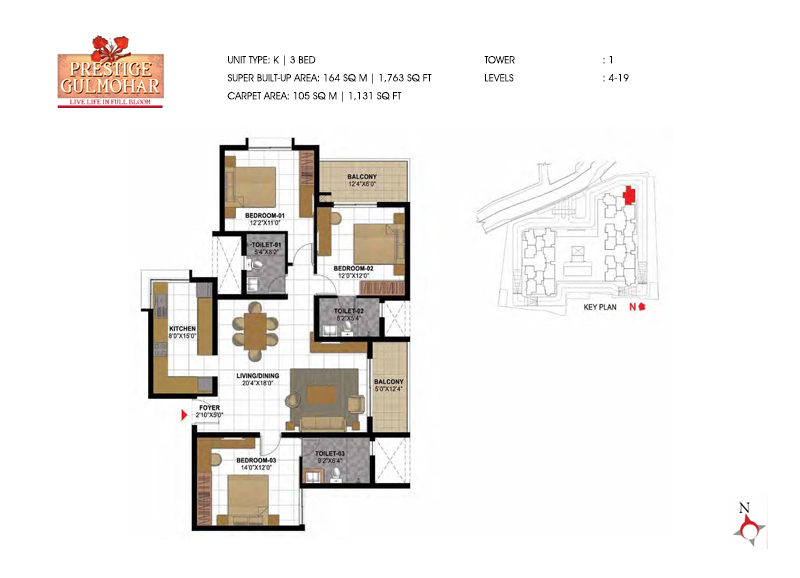 PRESTIGE
GULMOHAR
LIVE LIFE IN FULL BLOOM
UNIT TYPE: K | 3 BED
SUPER BUILT-UP AREA: 164 SQ M | 1,763 SQ FT
CARPET AREA: 105 SQ M | 1,131 SQ FT
TOWER : 1
LEVELS : 4-19
BALCONY
12'4"X6'0"
BEDROOM-01
12'2"X11'0"
TOILET-01
5'4"X8'2"
BEDROOM-02
12'0"X12'0"
TOILET-02
8'2"X5'4"
KITCHEN
8'0"X15'0"
LIVING/DINING
20'4"X18'0"
BALCONY
5'0"X12'4"
FOYER
2'10"X5'0"
BEDROOM-03
14'0"X12'0"
TOILET-03
9'2"X6'4"
KEY PLAN N
N